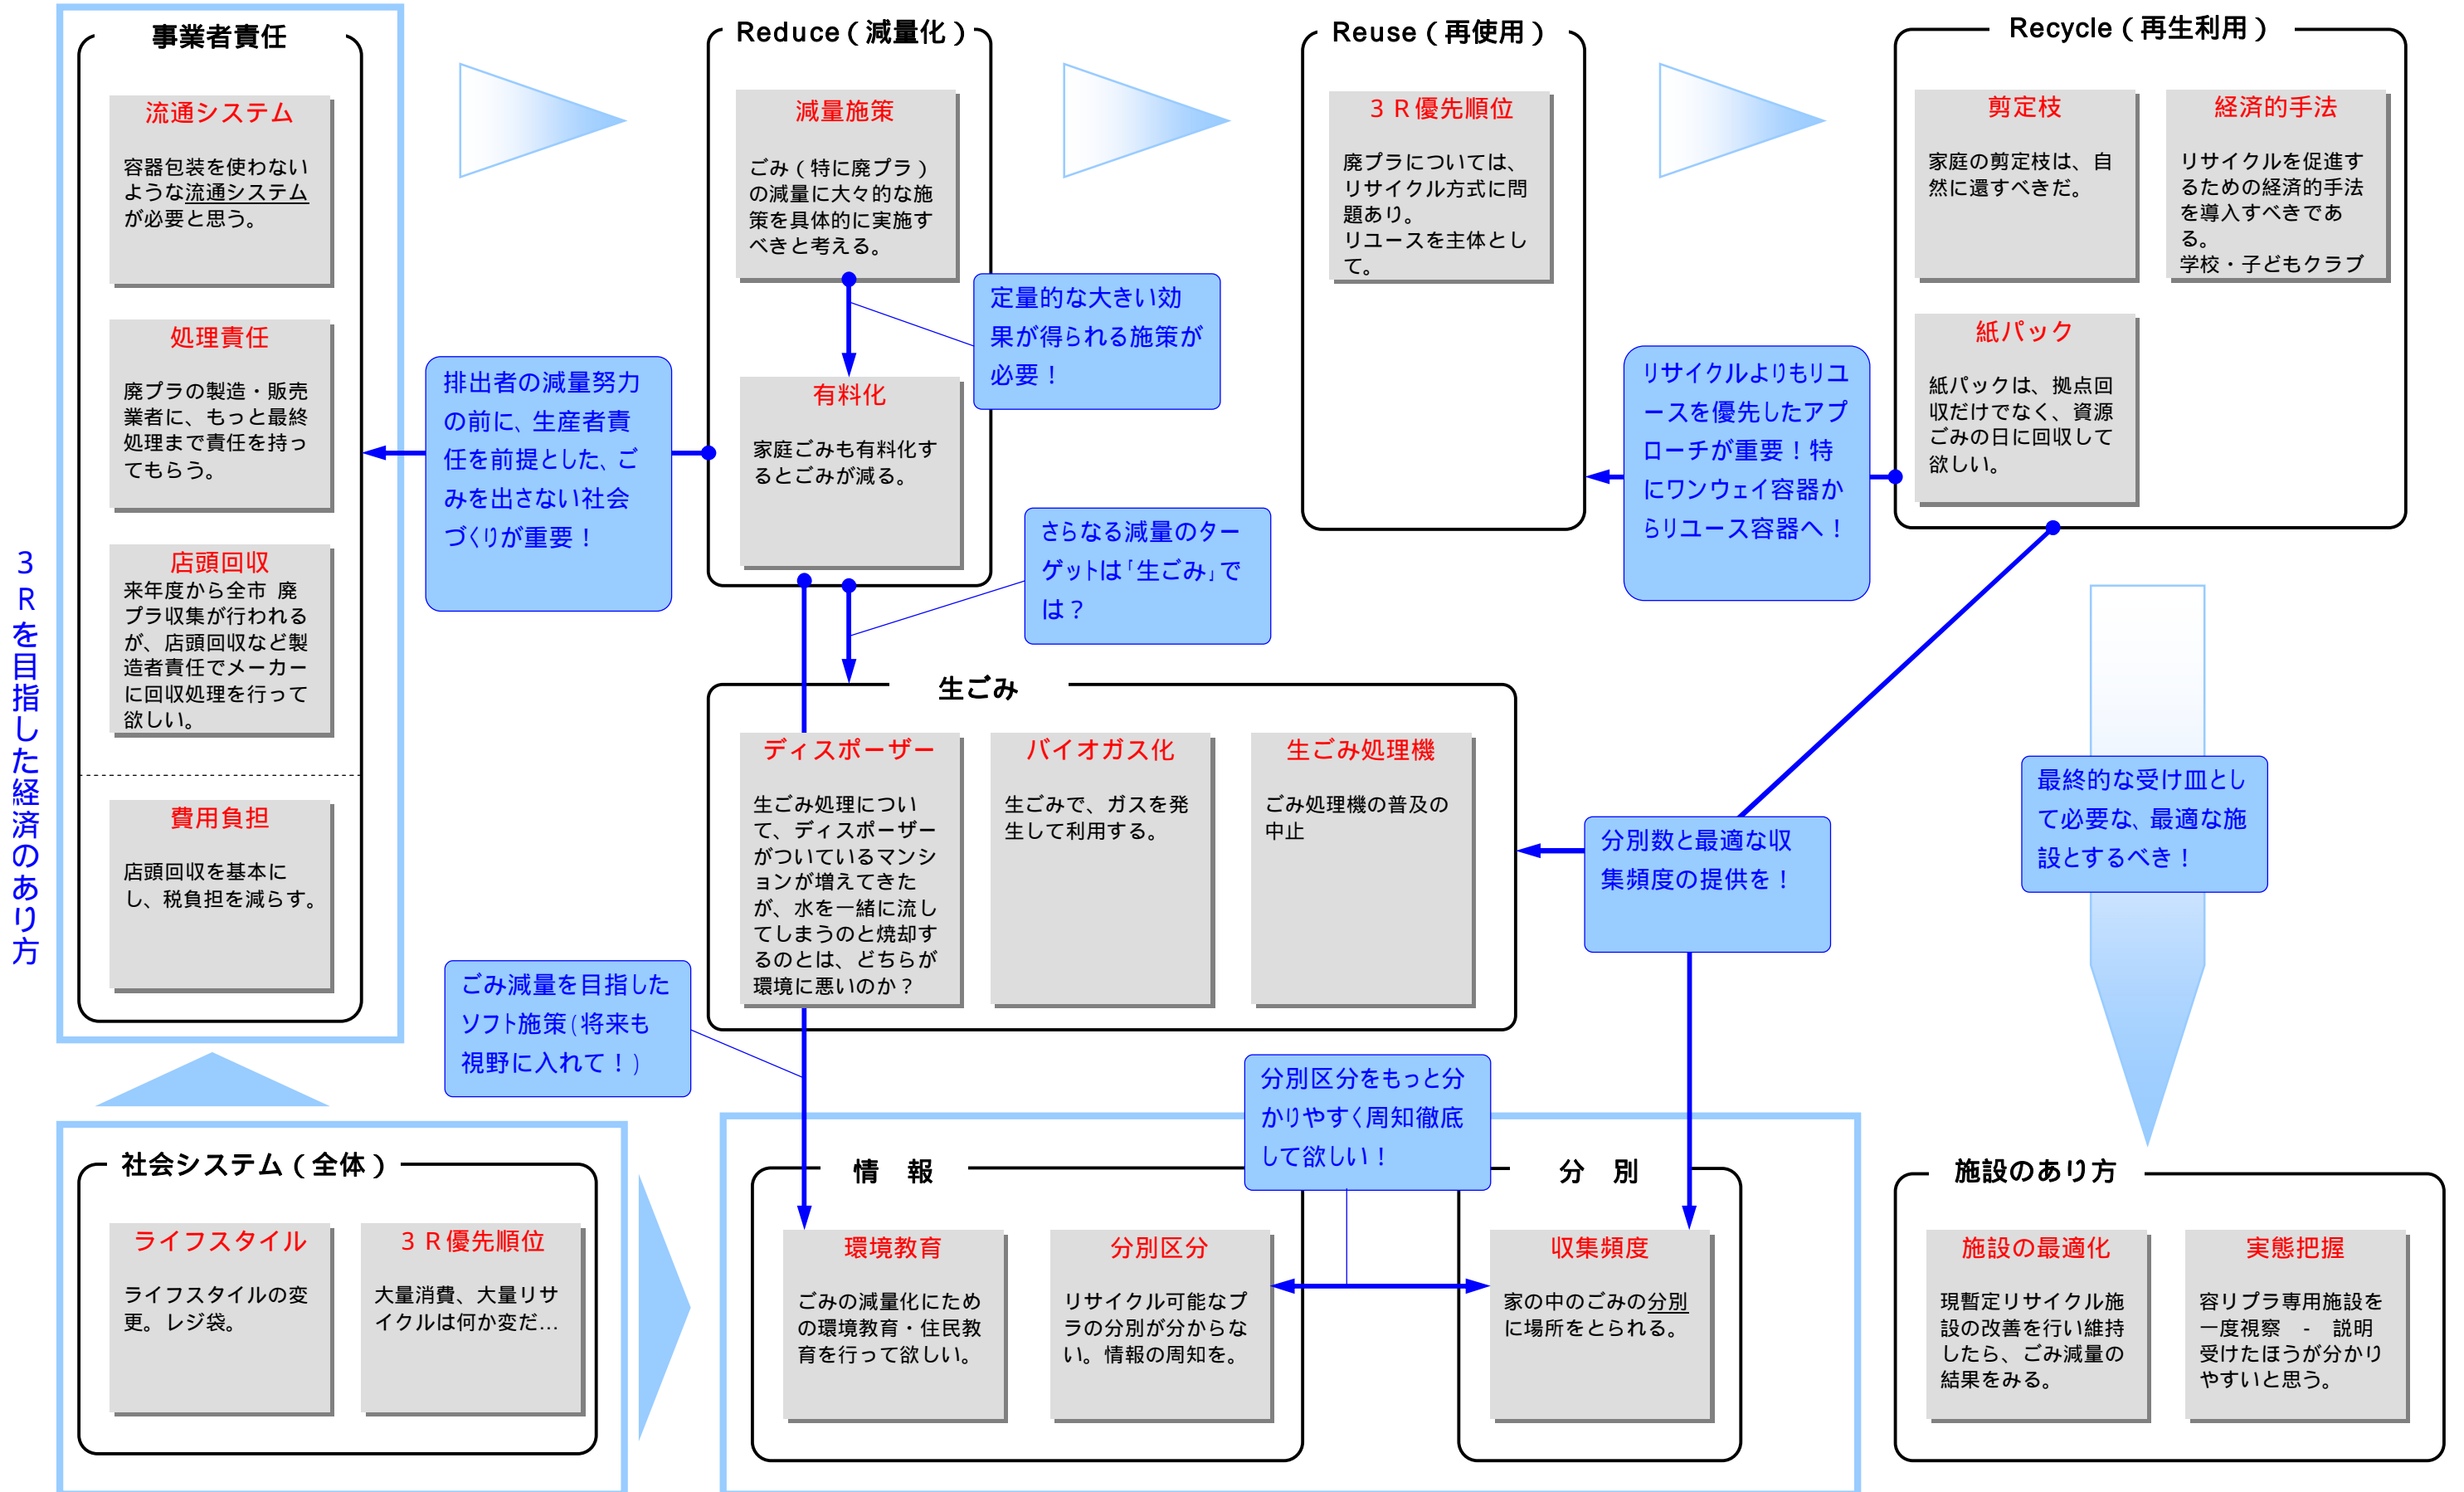 ３Ｒを目指した経済のあり方
事業者責任
流通システム
容器包装を使わない
ような流通システム
が必要と思う。
処理責任
廃プラの製造・販売
業者に、もっと最終
処理まで責任を持っ
てもらう。
店頭回収
来年度から全市 廃
プラ収集が行われる
が、店頭回収など製
造者責任でメーカー
に回収処理を行って
欲しい。
費用負担
店頭回収を基本に
し、税負担を減らす。
排出者の減量努力
の前に、生産者責
任を前提とした、ご
みを出さない社会
づくりが重要！
Reduce（減量化）
減量施策
ごみ（特に廃プラ）
の減量に大々的な施
策を具体的に実施す
べきと考える。
定量的な大きい効
果が得られる施策が
必要！
有料化
家庭ごみも有料化す
るとごみが減る。
さらなる減量のター
ゲットは「生ごみ」で
は？
Reuse（再使用）
３Ｒ優先順位
廃プラについては、
リサイクル方式に問
題あり。
リユースを主体とし
て。
リサイクルよりもリユ
ースを優先したアプ
ローチが重要！特
にワンウェイ容器か
らリユース容器へ！
Recycle（再生利用）
剪定枝
家庭の剪定枝は、自
然に還すべきだ。
経済的手法
リサイクルを促進す
るための経済的手法
を導入すべきであ
る。
学校・子どもクラブ
紙パック
紙パックは、拠点回
収だけでなく、資源
ごみの日に回収して
欲しい。
生ごみ
ディスポーザー
生ごみ処理につい
て、ディスポーザー
がついているマンシ
ョンが増えてきた
が、水を一緒に流し
てしまうのと焼却す
るのとは、どちらが
環境に悪いのか？
バイオガス化
生ごみで、ガスを発
生して利用する。
生ごみ処理機
ごみ処理機の普及の
中止
分別数と最適な収
集頻度の提供を！
最終的な受け皿とし
て必要な、最適な施
設とするべき！
ごみ減量を目指した
ソフト施策（将来も
視野に入れて！）
分別区分をもっと分
かりやすく周知徹底
して欲しい！
社会システム（全体）
ライフスタイル
ライフスタイルの変
更。レジ袋。
３Ｒ優先順位
大量消費、大量リサ
イクルは何か変だ…
情　報
環境教育
ごみの減量化にため
の環境教育・住民教
育を行って欲しい。
分別区分
リサイクル可能なプ
ラの分別が分からな
い。情報の周知を。
分　別
収集頻度
家の中のごみの分別
に場所をとられる。
施設のあり方
施設の最適化
現暫定リサイクル施
設の改善を行い維持
したら、ごみ減量の
結果をみる。
実態把握
容リプラ専用施設を
一度視察　-　説明
受けたほうが分かり
やすいと思う。